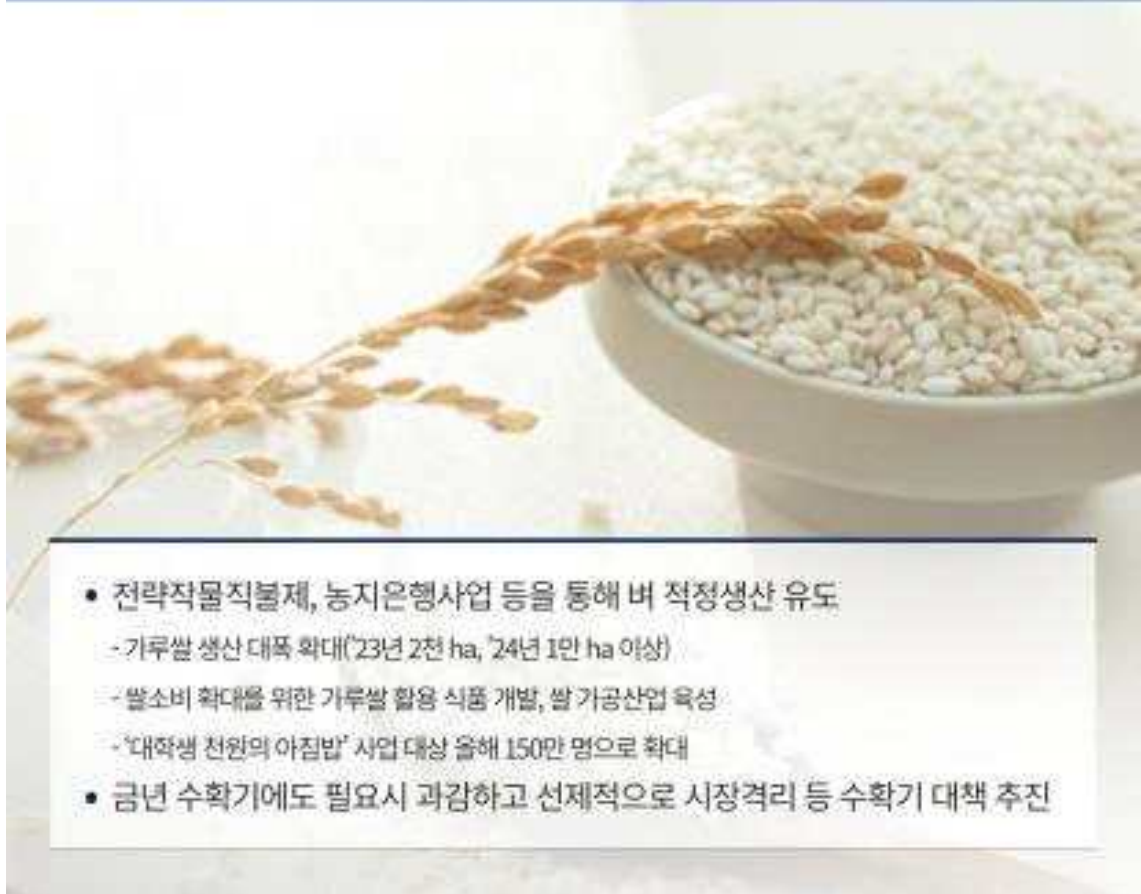 • 전략작물직불제, 농지은행사업 등을 통해 벼 적정생산 유도
- 가루쌀 생산 대폭 확대('23년 2천 ha, '24년 1만 ha 이상)
- 쌀소비 확대를 위한 가루쌀 활용 식품 개발, 쌀 가공산업 육성
- '대학생 천원의 아침밥' 사업 대상 올해 150만 명으로 확대
• 금년 수확기에도 필요시 과감하고 선제적으로 시장격리 등 수확기 대책 추진